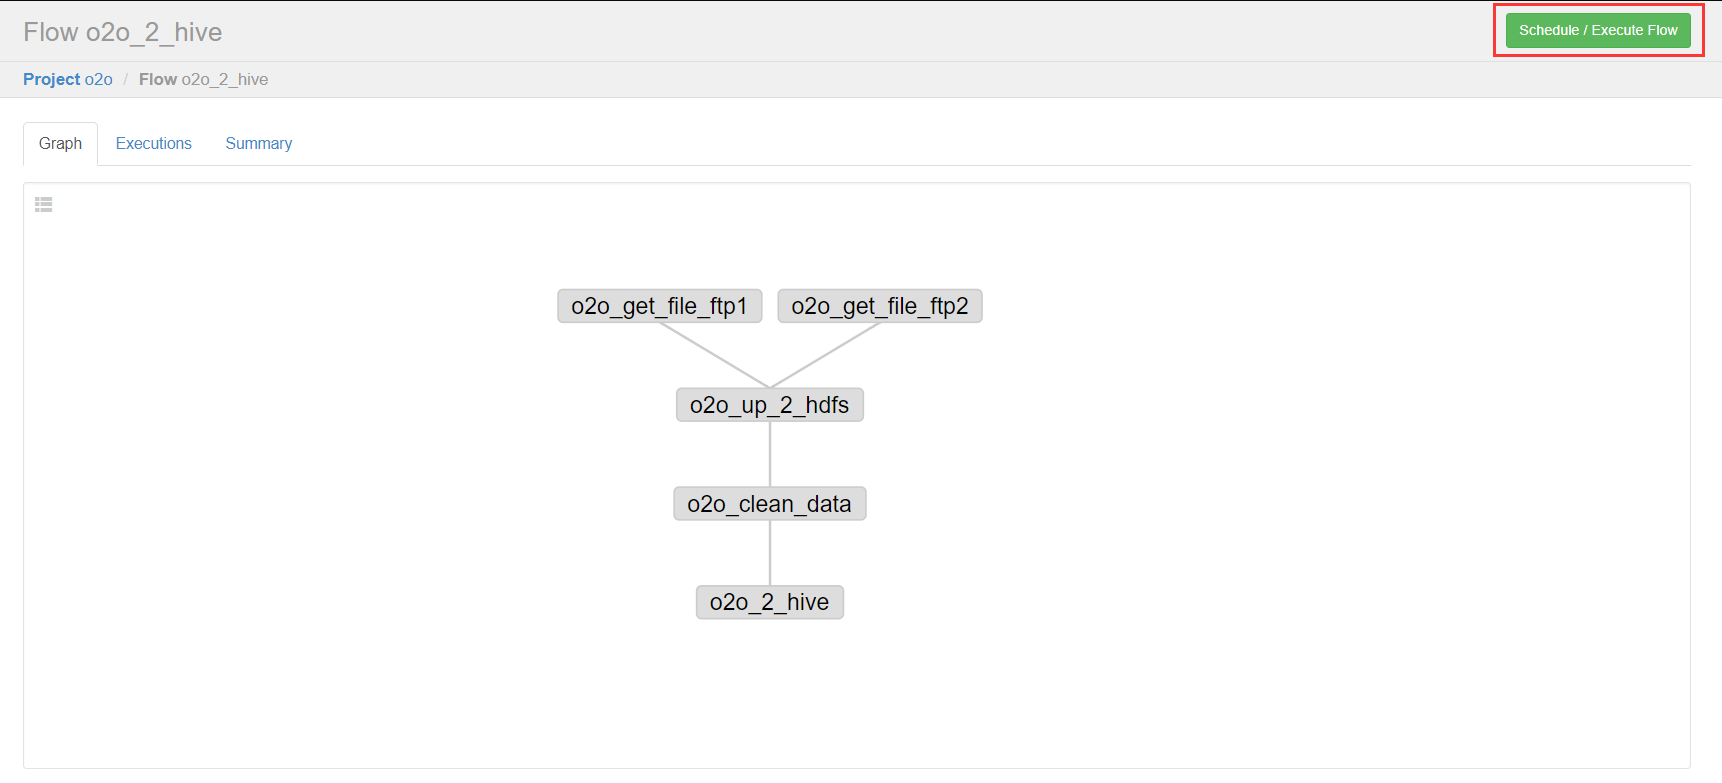 Flow o2o_2_hive
Schedule / Execute Flow
Project o2o / Flow o2o_2_hive
Graph Executions Summary
o2o_get_file_ftp1 o2o_get_file_ftp2
o2o_up_2_hdfs
o2o_clean_data
o2o_2_hive